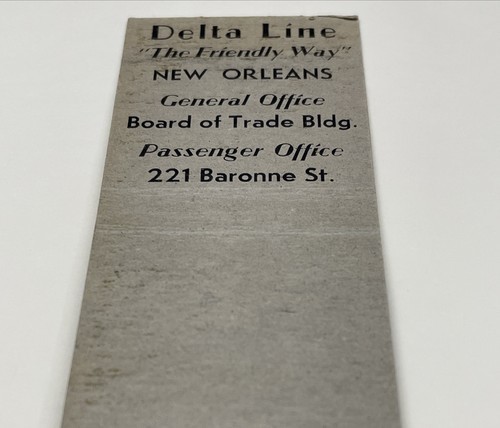 Delta Line
"The Friendly Way"
NEW ORLEANS
General Office
Board of Trade Bldg.
Passenger Office
221 Baronne St.